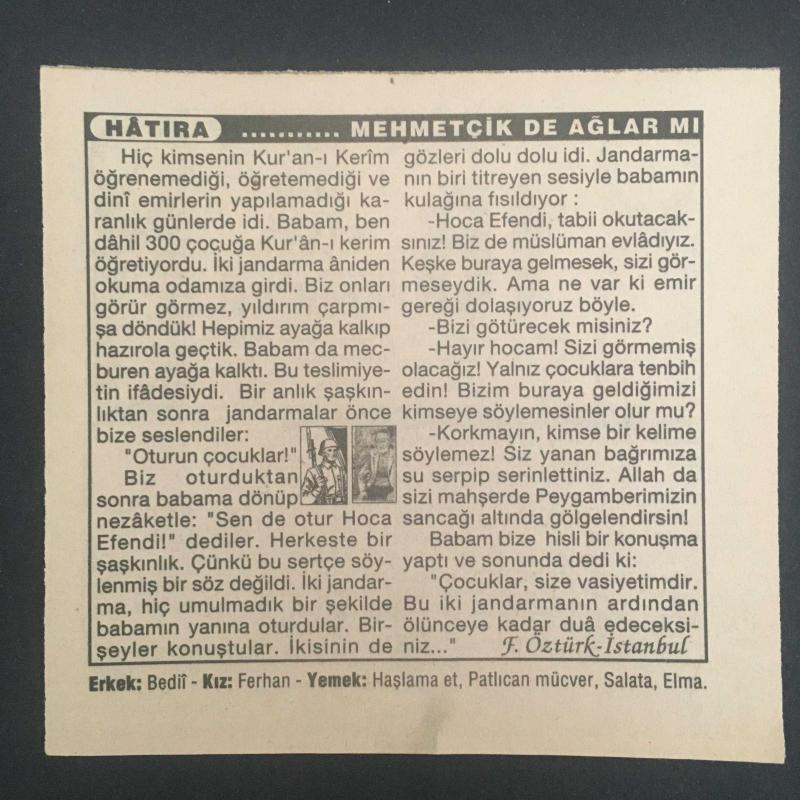 HÂTIRA ........... MEHMETÇİK DE AĞLAR MI
Hiç kimsenin Kur'an-ı Kerîm
öğrenemediği, öğretemediği ve
dinî emirlerin yapılamadığı ka-
ranlık günlerde idi. Babam, ben
dâhil 300 çocuğa Kur'ân-ı kerim
öğretiyordu. İki jandarma âniden
okuma odamıza girdi. Biz onları
görür görmez, yıldırım çarpmı-
şa döndük! Hepimiz ayağa kalkıp
hazırola geçtik. Babam da mec-
buren ayağa kalktı. Bu teslimiye-
tin ifâdesiydi. Bir anlık şaşkın-
lıktan sonra jandarmalar önce
bize seslendiler:
"Oturun çocuklar!"
Biz oturduktan
sonra babama dönüp
nezâketle: "Sen de otur Hoca
Efendi!" dediler. Herkeste bir
şaşkınlık. Çünkü bu sertçe söy-
lenmiş bir söz değildi. İki jandar-
ma, hiç umulmadık bir şekilde
babamın yanına oturdular. Bir-
şeyler konuştular. İkisinin de
gözleri dolu dolu idi. Jandarma-
nın biri titreyen sesiyle babamın
kulağına fısıldıyor :
-Hoca Efendi, tabii okutacak-
sınız! Biz de müslüman evlâdıyız.
Keşke buraya gelmesek, sizi gör-
meseydik. Ama ne var ki emir
gereği dolaşıyoruz böyle.
-Bizi götürecek misiniz?
-Hayır hocam! Sizi görmemiş
olacağız! Yalnız çocuklara tenbih
edin! Bizim buraya geldiğimizi
kimseye söylemesinler olur mu?
-Korkmayın, kimse bir kelime
söylemez! Siz yanan bağrımıza
su serpip serinlettiniz. Allah da
sizi mahşerde Peygamberimizin
sancağı altında gölgelendirsin!
Babam bize hisli bir konuşma
yaptı ve sonunda dedi ki:
"Çocuklar, size vasiyetimdir.
Bu iki jandarmanın ardından
ölünceye kadar duâ edeceksi-
niz..." F. Öztürk-İstanbul
Erkek: Bediî - Kız: Ferhan - Yemek: Haşlama et, Patlıcan mücver, Salata, Elma.